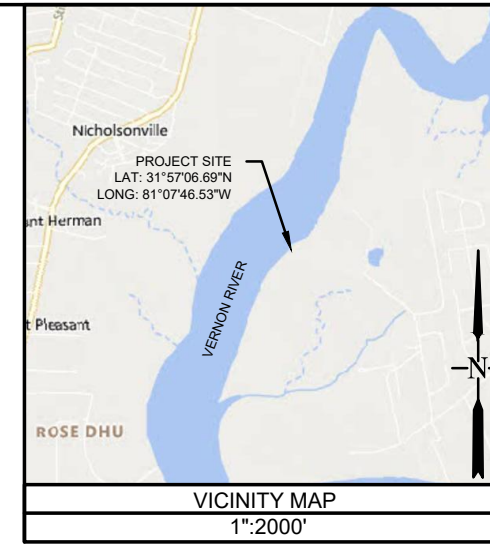 Nicholsonville
PROJECT SITE
LAT: 31°57'06.69"N
LONG: 81°07'46.53"W
nt Herman
VERNON RIVER
t Pleasant
N
ROSE DHU
VICINITY MAP
1":2000'